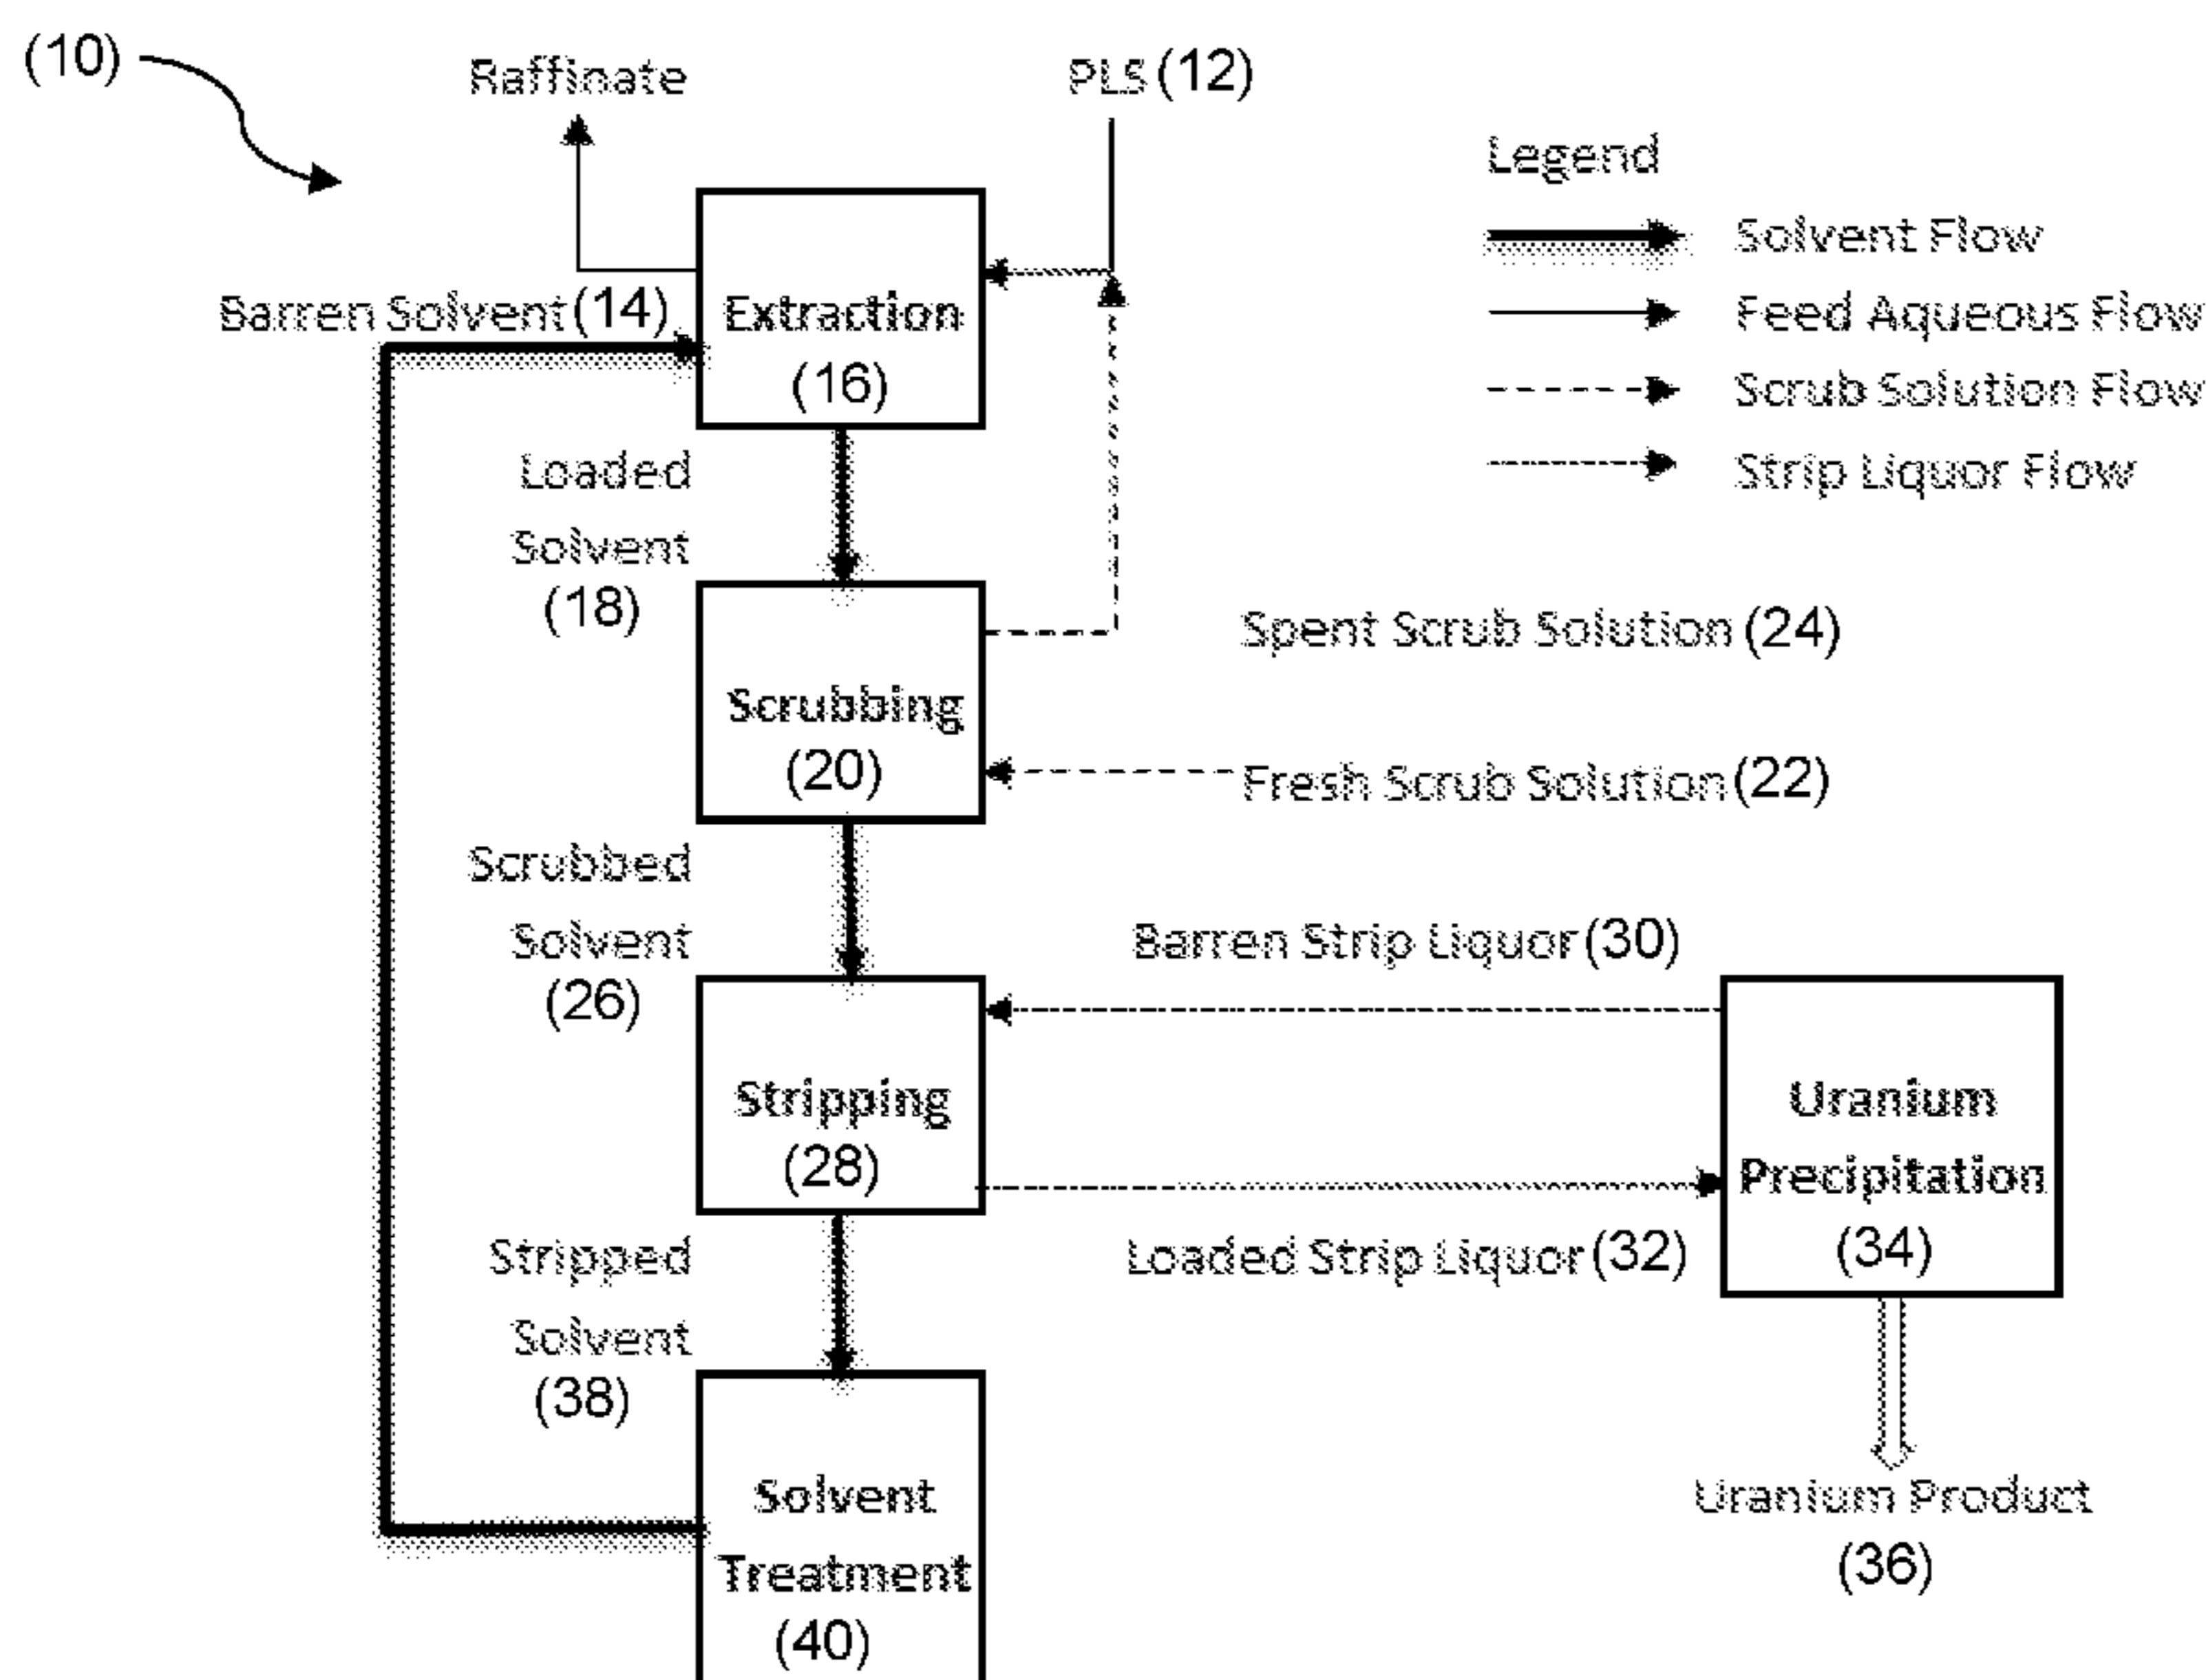 (10)
Raffinate
PLS (12)
Legend
Solvent Flow
Feed Aqueous Flow
Scrub Solution Flow
Strip Liquor Flow
Barren Solvent (14)
Extraction
(16)
Loaded
Solvent
(18)
Spent Scrub Solution (24)
Scrubbing
(20)
Fresh Scrub Solution (22)
Scrubbed
Solvent
(26)
Barren Strip Liquor (30)
Stripping
(28)
Uranium
Precipitation
(34)
Loaded Strip Liquor (32)
Stripped
Solvent
(38)
Solvent
Treatment
(40)
Uranium Product
(36)